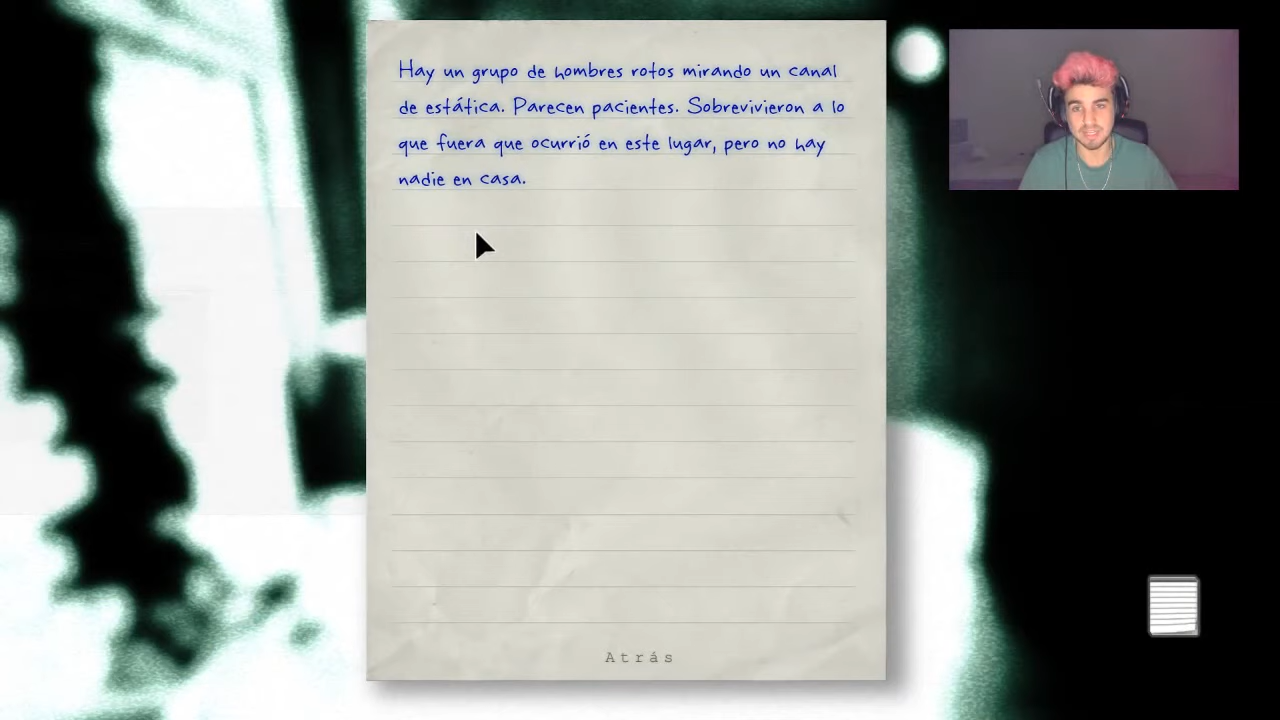 Hay un grupo de hombres rotos mirando un canal
de estática. Parecen pacientes. Sobrevivieron a lo
que fuera que ocurrió en este lugar, pero no hay
nadie en casa.
Atrás